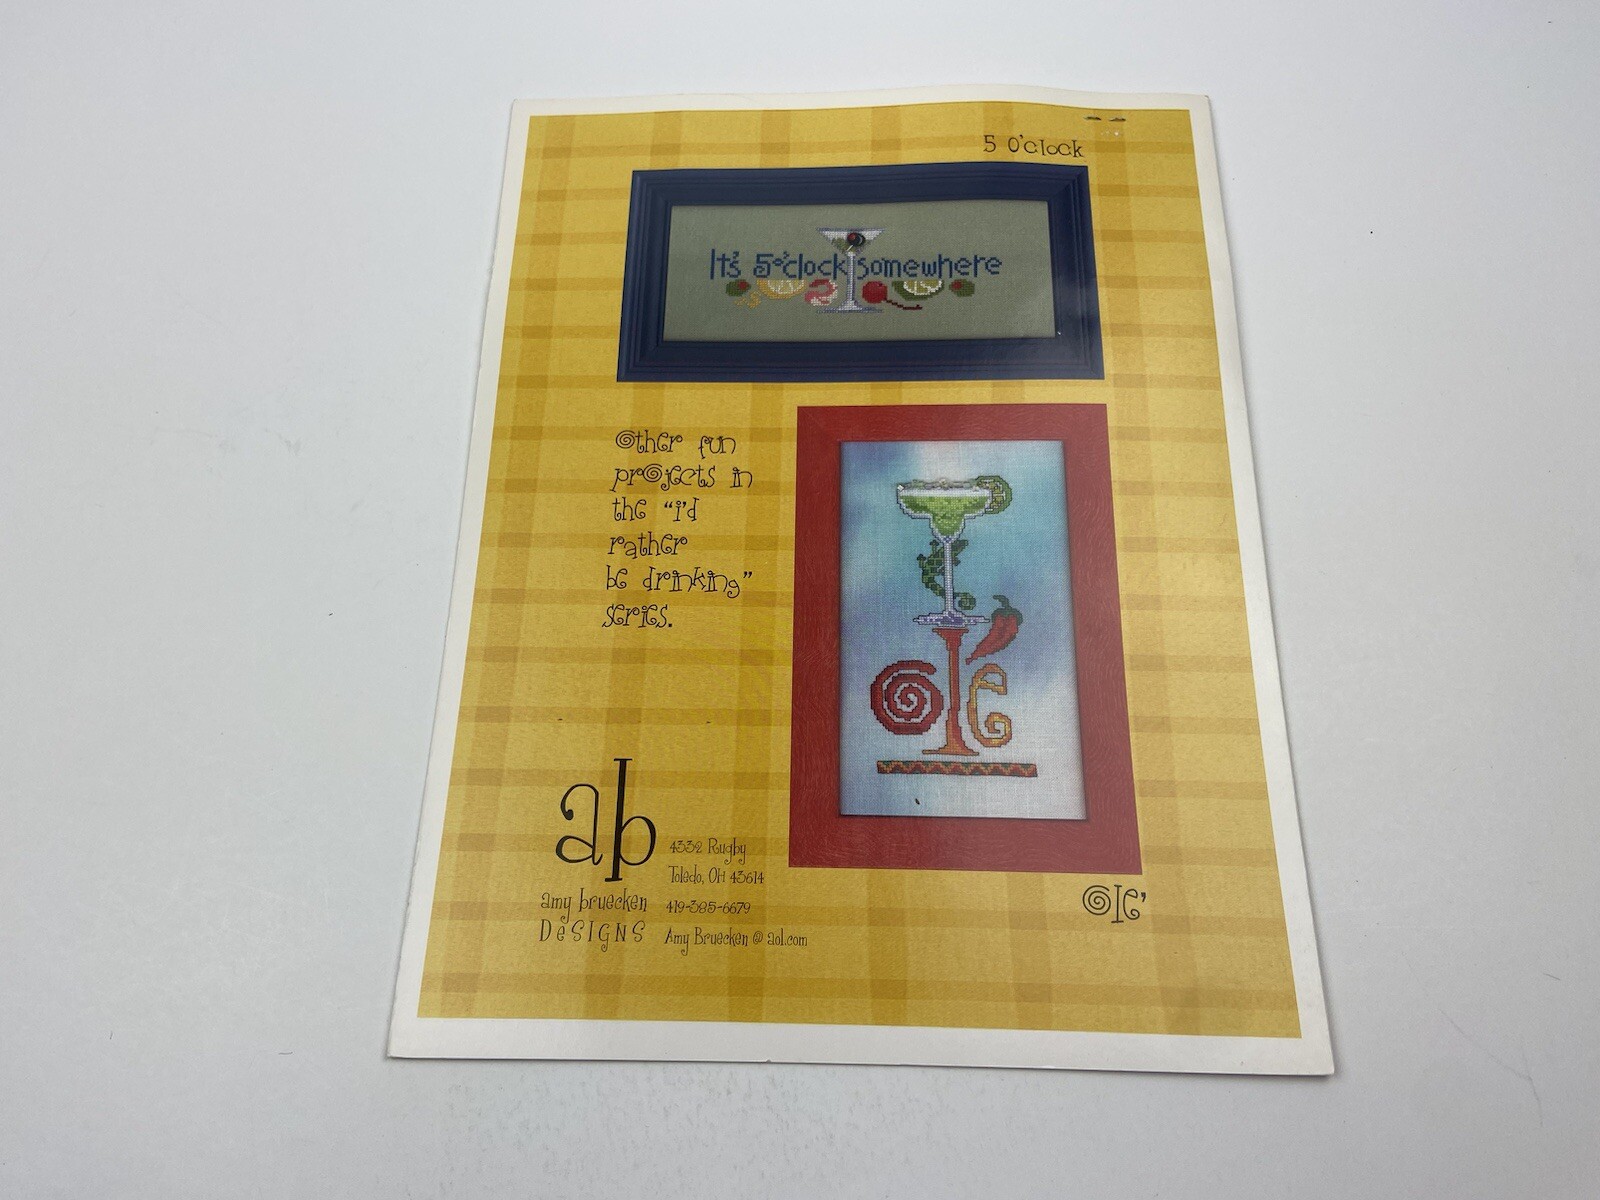 5 O'clock
It's 5 o'clock somewhere
Other fun
projects in
the "i'd
rather
be drinking"
series.
olé
ab
4332 Rugby
Toledo, OH 43614
amy bruecken
DeSIGNS
419-385-6679
Amy Bruecken @ aol.com
Ole'